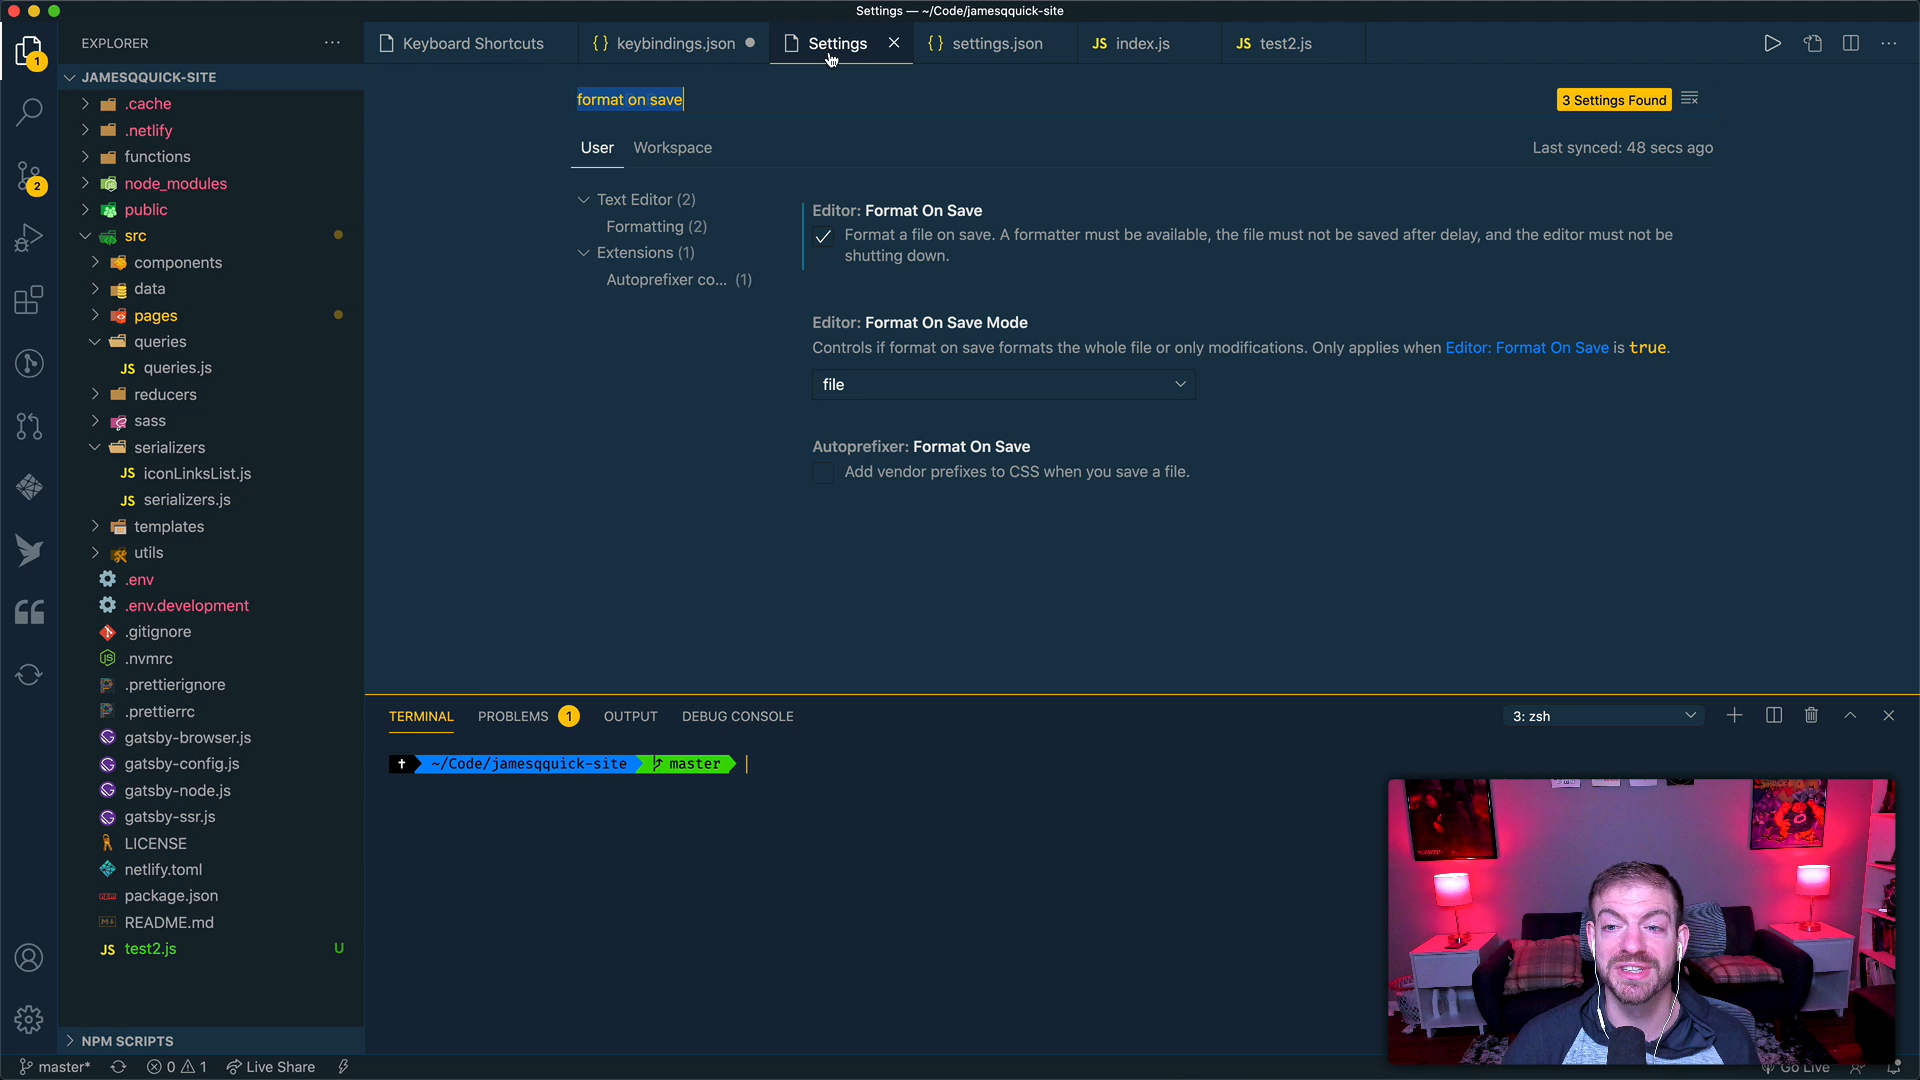 Settings — ~/Code/jamesqquick-site
EXPLORER
Keyboard Shortcuts
{} keybindings.json
Settings
{} settings.json
JS index.js
JS test2.js
1
2
JAMESQQUICK-SITE
.cache
.netlify
functions
node_modules
public
src
components
data
pages
queries
JS queries.js
reducers
sass
serializers
JS iconLinksList.js
JS serializers.js
templates
utils
.env
.env.development
.gitignore
.nvmrc
.prettierignore
.prettierrc
gatsby-browser.js
gatsby-config.js
gatsby-node.js
gatsby-ssr.js
LICENSE
netlify.toml
package.json
README.md
JS test2.js U
NPM SCRIPTS
format on save
3 Settings Found
User Workspace
Last synced: 48 secs ago
Text Editor (2)
Formatting (2)
Extensions (1)
Autoprefixer co... (1)
Editor: Format On Save
Format a file on save. A formatter must be available, the file must not be saved after delay, and the editor must not be
shutting down.
Editor: Format On Save Mode
Controls if format on save formats the whole file or only modifications. Only applies when Editor: Format On Save is true.
file
Autoprefixer: Format On Save
Add vendor prefixes to CSS when you save a file.
TERMINAL PROBLEMS 1 OUTPUT DEBUG CONSOLE
3: zsh
~/Code/jamesqquick-site master
master* 0 1 Live Share
Go Live